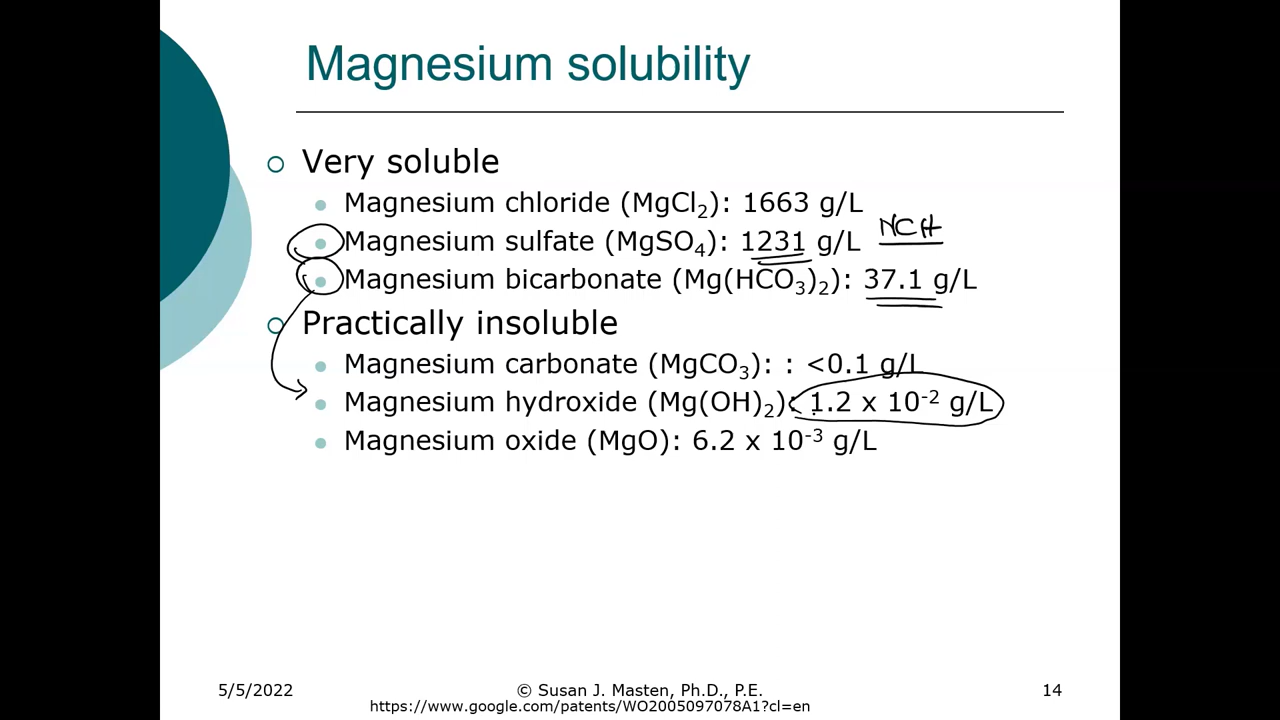 Magnesium solubility
Very soluble
Magnesium chloride (MgCl₂): 1663 g/L
NCH
Magnesium sulfate (MgSO₄): 1231 g/L
Magnesium bicarbonate (Mg(HCO₃)₂): 37.1 g/L
Practically insoluble
Magnesium carbonate (MgCO₃): : <0.1 g/L
Magnesium hydroxide (Mg(OH)₂): 1.2 x 10⁻² g/L
Magnesium oxide (MgO): 6.2 x 10⁻³ g/L
5/5/2022 © Susan J. Masten, Ph.D., P.E. 14
https://www.google.com/patents/WO2005097078A1?cl=en